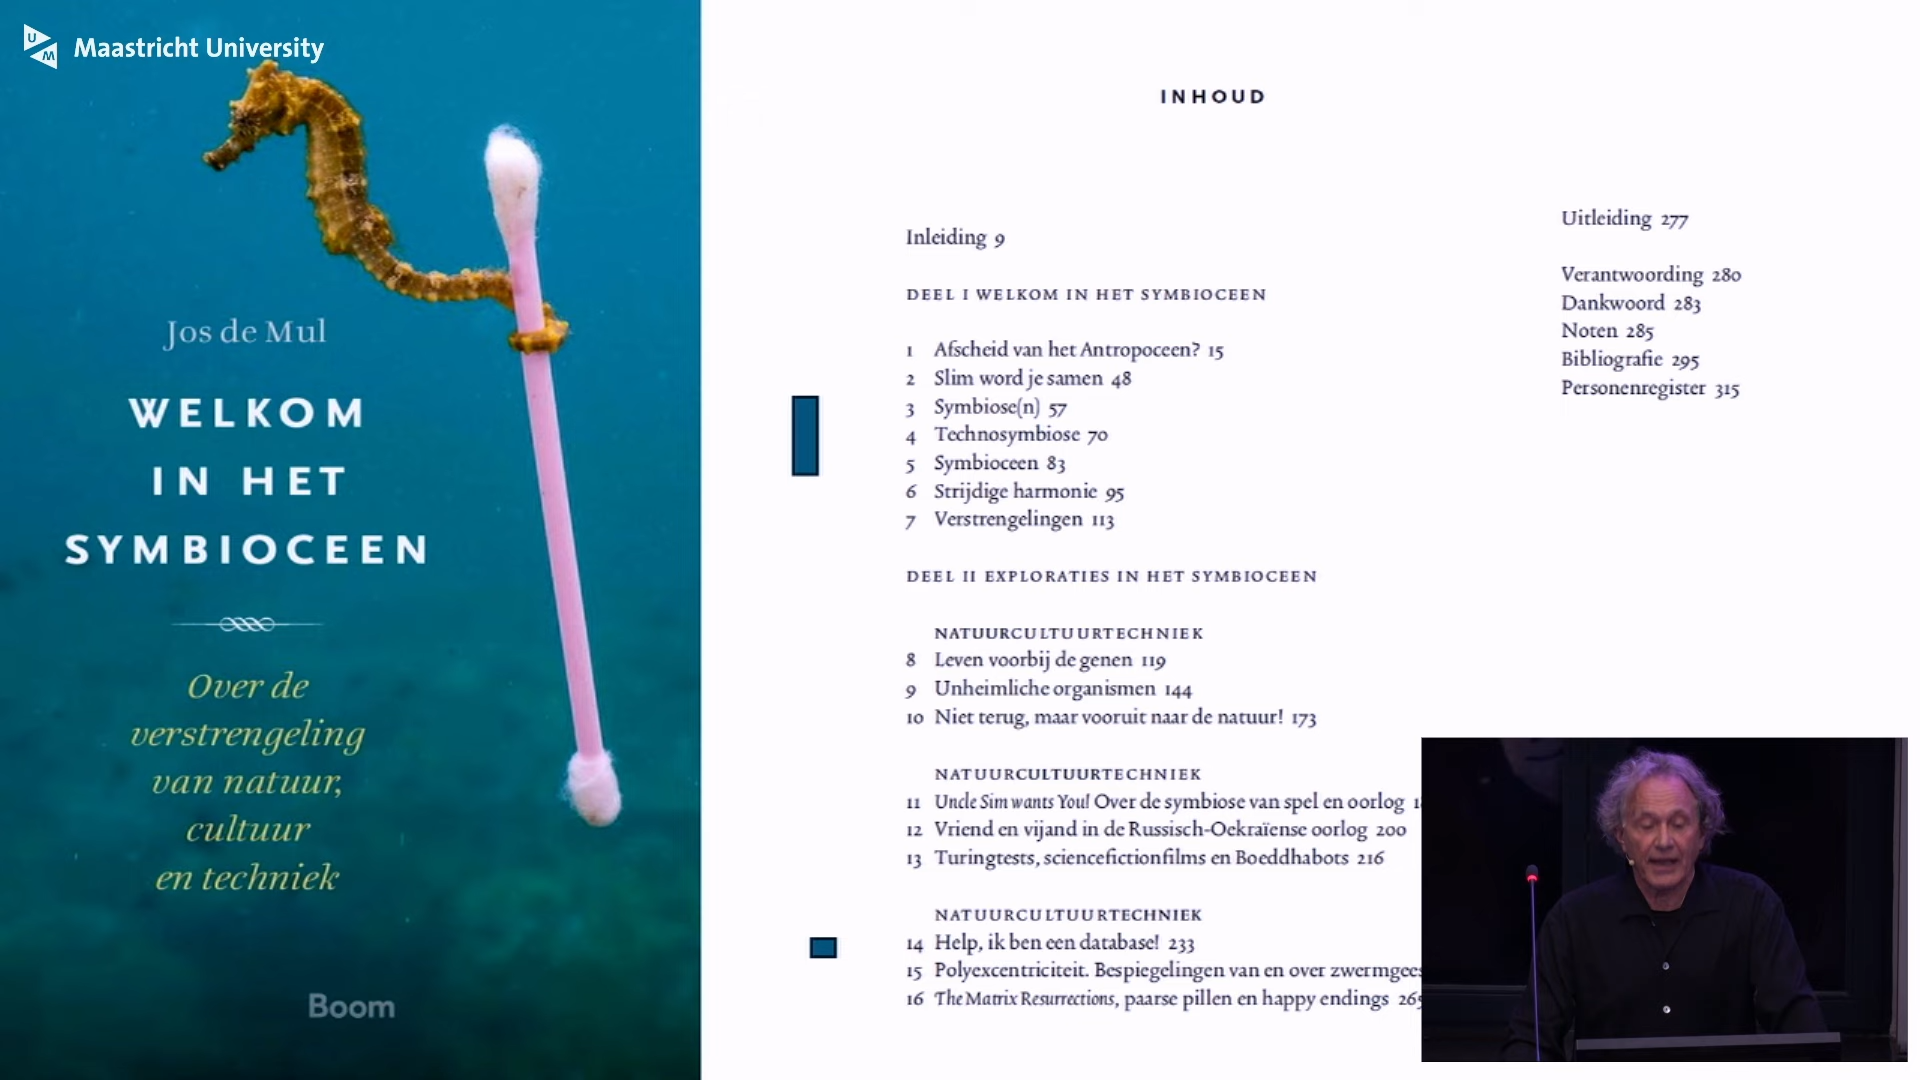 Maastricht University
Jos de Mul
WELKOM
IN HET
SYMBIOCEEN
Over de
verstrengeling
van natuur,
cultuur
en techniek
Boom
INHOUD
Inleiding 9
DEEL I WELKOM IN HET SYMBIOCEEN
1 Afscheid van het Antropoceen? 15
2 Slim word je samen 48
3 Symbiose(n) 57
4 Technosymbiose 70
5 Symbioceen 83
6 Strijdige harmonie 95
7 Verstrengelingen 113
DEEL II EXPLORATIES IN HET SYMBIOCEEN
NATUURCULTUURTECHNIEK
8 Leven voorbij de genen 119
9 Unheimliche organismen 144
10 Niet terug, maar vooruit naar de natuur! 173
NATUURCULTUURTECHNIEK
11 Uncle Sim wants You! Over de symbiose van spel en oorlog
12 Vriend en vijand in de Russisch-Oekraïense oorlog 200
13 Turingtests, sciencefictionfilms en Boeddhabots 216
NATUURCULTUURTECHNIEK
14 Help, ik ben een database! 233
15 Polyexcentriciteit. Bespiegelingen van en over
16 The Matrix Resurrections, paarse pillen en happy endings 265
Uitleiding 277
Verantwoording 280
Dankwoord 283
Noten 285
Bibliografie 295
Personenregister 315